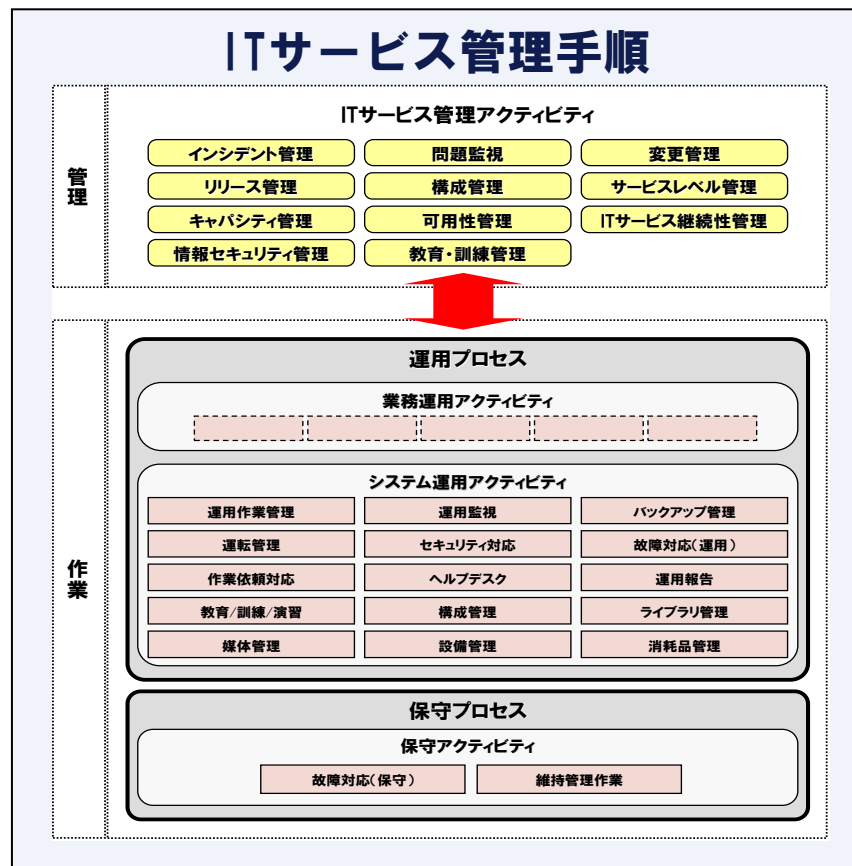 ITサービス管理手順
管理
ITサービス管理アクティビティ
インシデント管理 問題監視 変更管理
リリース管理 構成管理 サービスレベル管理
キャパシティ管理 可用性管理 ITサービス継続性管理
情報セキュリティ管理 教育・訓練管理
作業
運用プロセス
業務運用アクティビティ
システム運用アクティビティ
運用作業管理 運用監視 バックアップ管理
運転管理 セキュリティ対応 故障対応(運用)
作業依頼対応 ヘルプデスク 運用報告
教育/訓練/演習 構成管理 ライブラリ管理
媒体管理 設備管理 消耗品管理
保守プロセス
保守アクティビティ
故障対応(保守) 維持管理作業